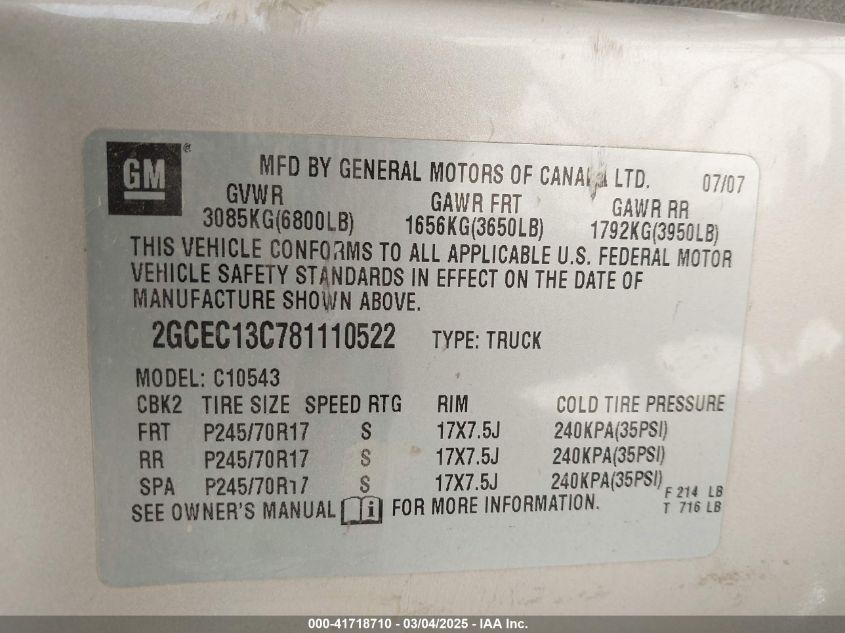 GM ® MFD BY GENERAL MOTORS OF CANADA LTD. 07/07
GVWR GAWR FRT GAWR RR
3085KG(6800LB) 1656KG(3650LB) 1792KG(3950LB)
THIS VEHICLE CONFORMS TO ALL APPLICABLE U.S. FEDERAL MOTOR
VEHICLE SAFETY STANDARDS IN EFFECT ON THE DATE OF
MANUFACTURE SHOWN ABOVE.
2GCEC13C781110522 TYPE: TRUCK
MODEL: C10543
CBK2 TIRE SIZE SPEED RTG RIM COLD TIRE PRESSURE
FRT P245/70R17 S 17X7.5J 240KPA(35PSI)
RR P245/70R17 S 17X7.5J 240KPA(35PSI)
SPA P245/70R17 S 17X7.5J 240KPA(35PSI)
SEE OWNER'S MANUAL i FOR MORE INFORMATION.
F 214 LB
T 716 LB
000-41718710 - 03/04/2025 - IAA Inc.